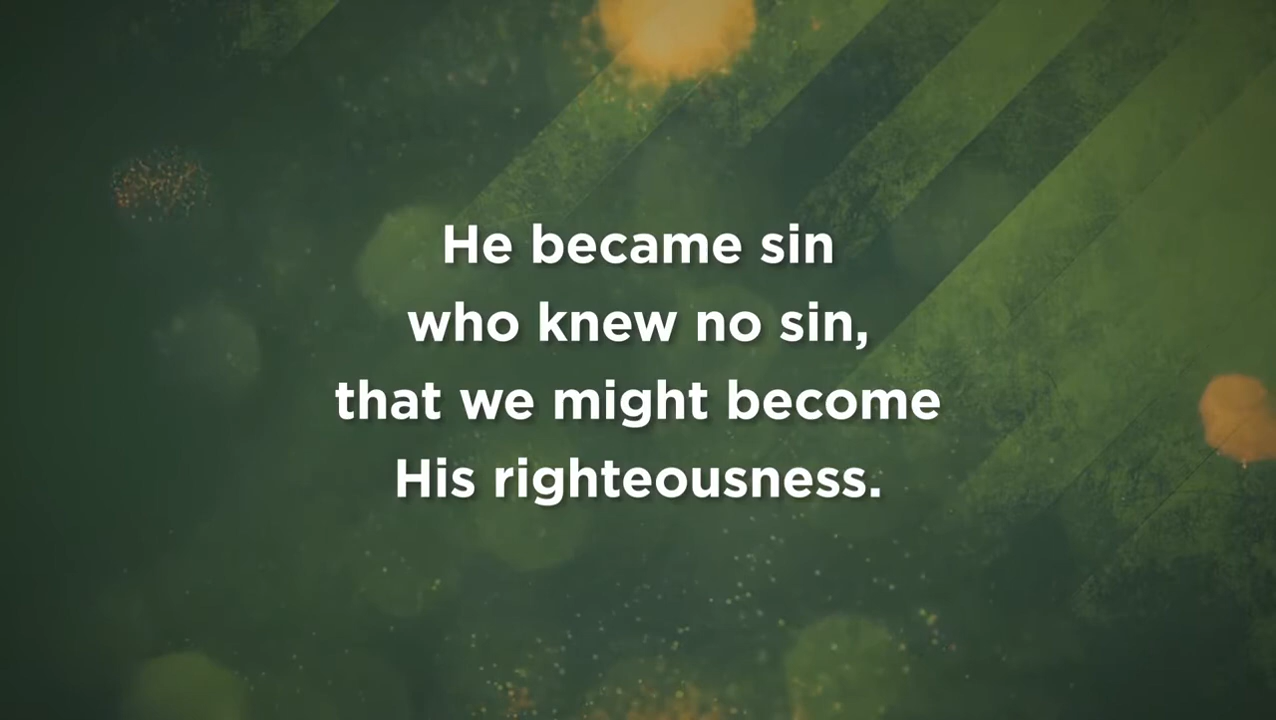 He became sin
who knew no sin,
that we might become
His righteousness.